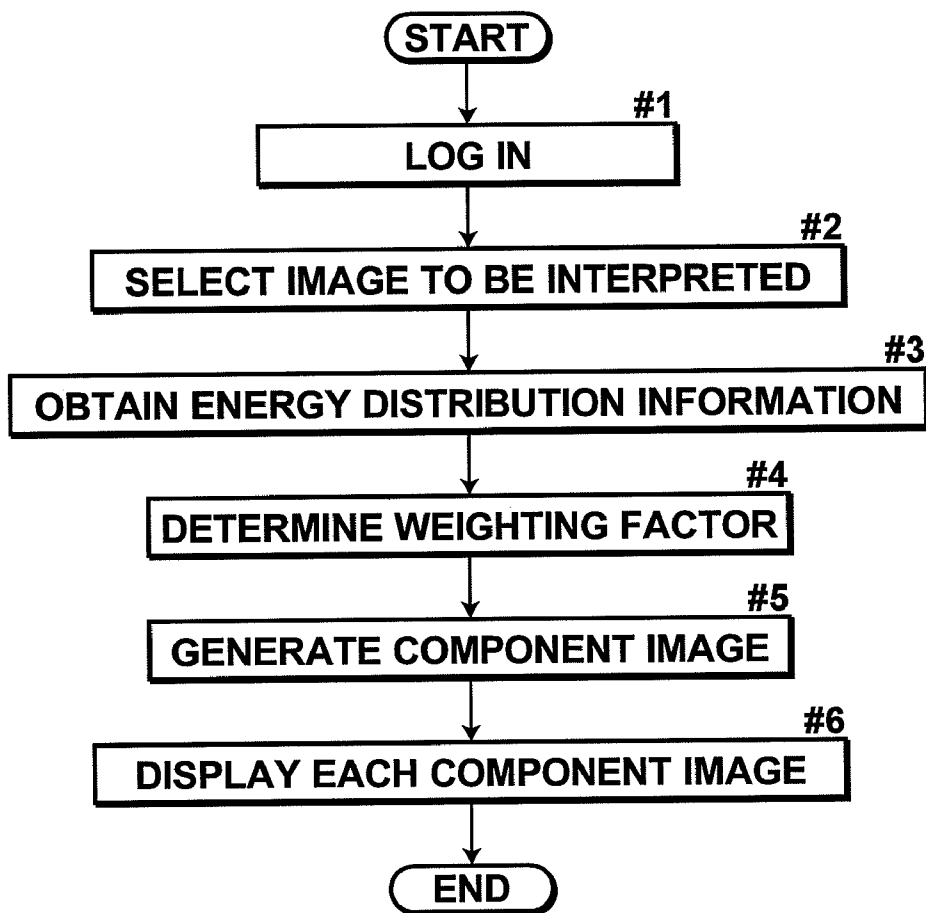 START
#1
LOG IN
#2
SELECT IMAGE TO BE INTERPRETED
#3
OBTAIN ENERGY DISTRIBUTION INFORMATION
#4
DETERMINE WEIGHTING FACTOR
#5
GENERATE COMPONENT IMAGE
#6
DISPLAY EACH COMPONENT IMAGE
END